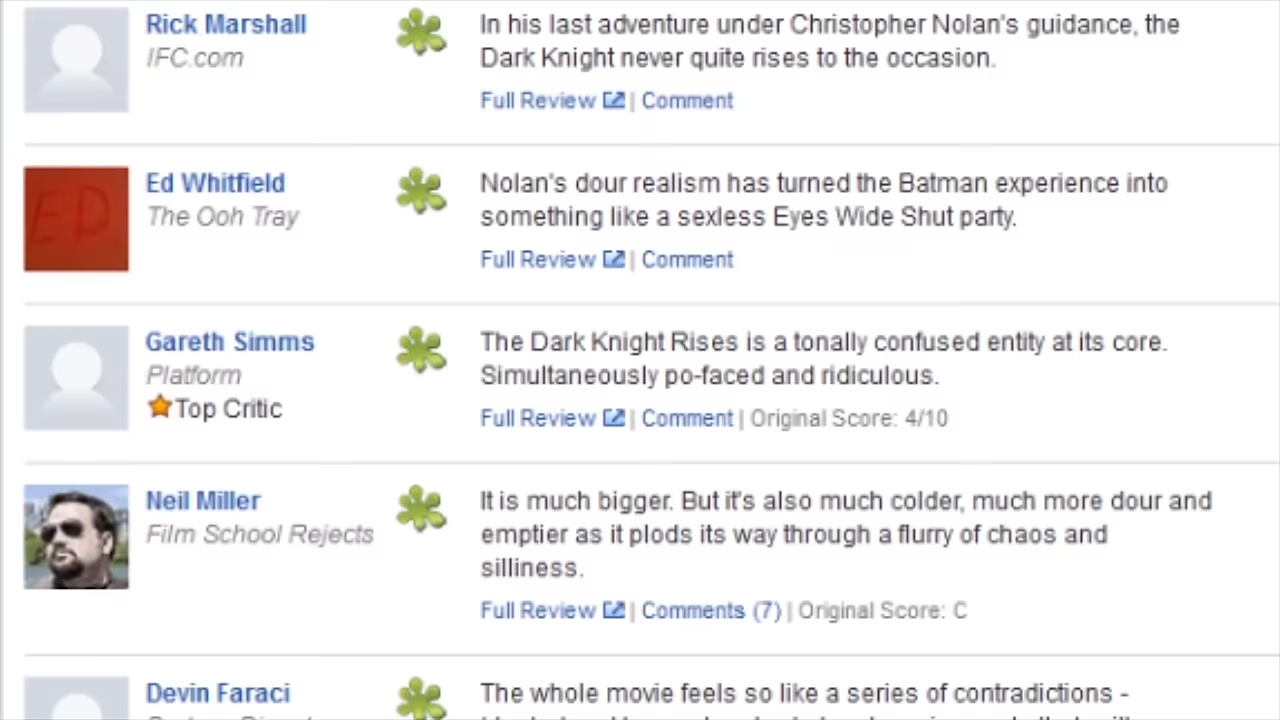 Rick Marshall
IFC.com
In his last adventure under Christopher Nolan's guidance, the
Dark Knight never quite rises to the occasion.
Full Review | Comment
ED.
Ed Whitfield
The Ooh Tray
Nolan's dour realism has turned the Batman experience into
something like a sexless Eyes Wide Shut party.
Full Review | Comment
Gareth Simms
Platform
Top Critic
The Dark Knight Rises is a tonally confused entity at its core.
Simultaneously po-faced and ridiculous.
Full Review | Comment | Original Score: 4/10
Neil Miller
Film School Rejects
It is much bigger. But it's also much colder, much more dour and
emptier as it plods its way through a flurry of chaos and
silliness.
Full Review | Comments (7) | Original Score: C
Devin Faraci
The whole movie feels so like a series of contradictions -